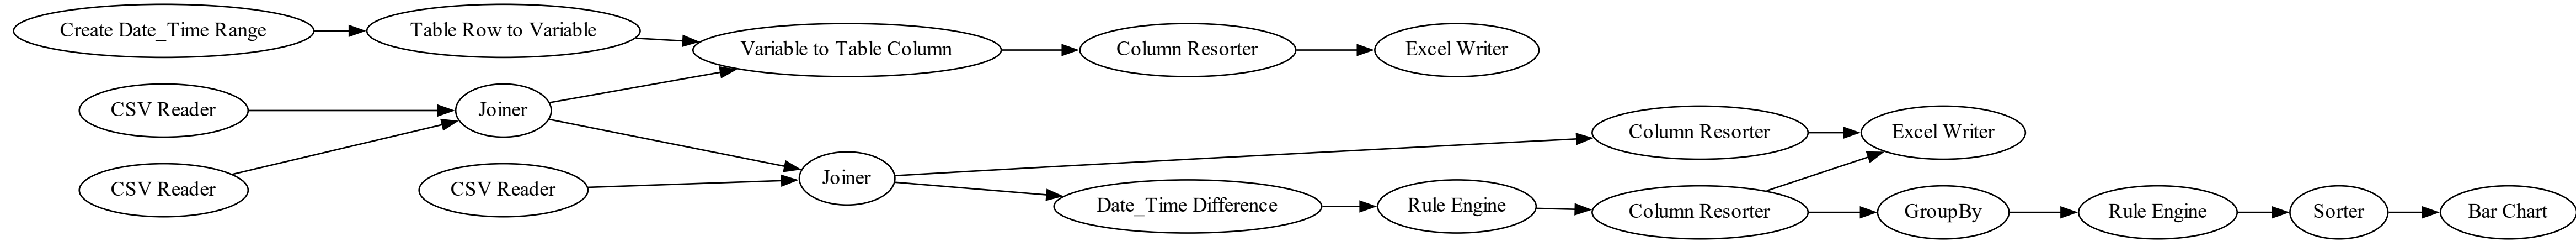 Create Date_Time Range
Table Row to Variable
Variable to Table Column
Column Resorter
Excel Writer
CSV Reader
Joiner
CSV Reader
CSV Reader
Joiner
Column Resorter
Excel Writer
Date_Time Difference
Rule Engine
Column Resorter
GroupBy
Rule Engine
Sorter
Bar Chart